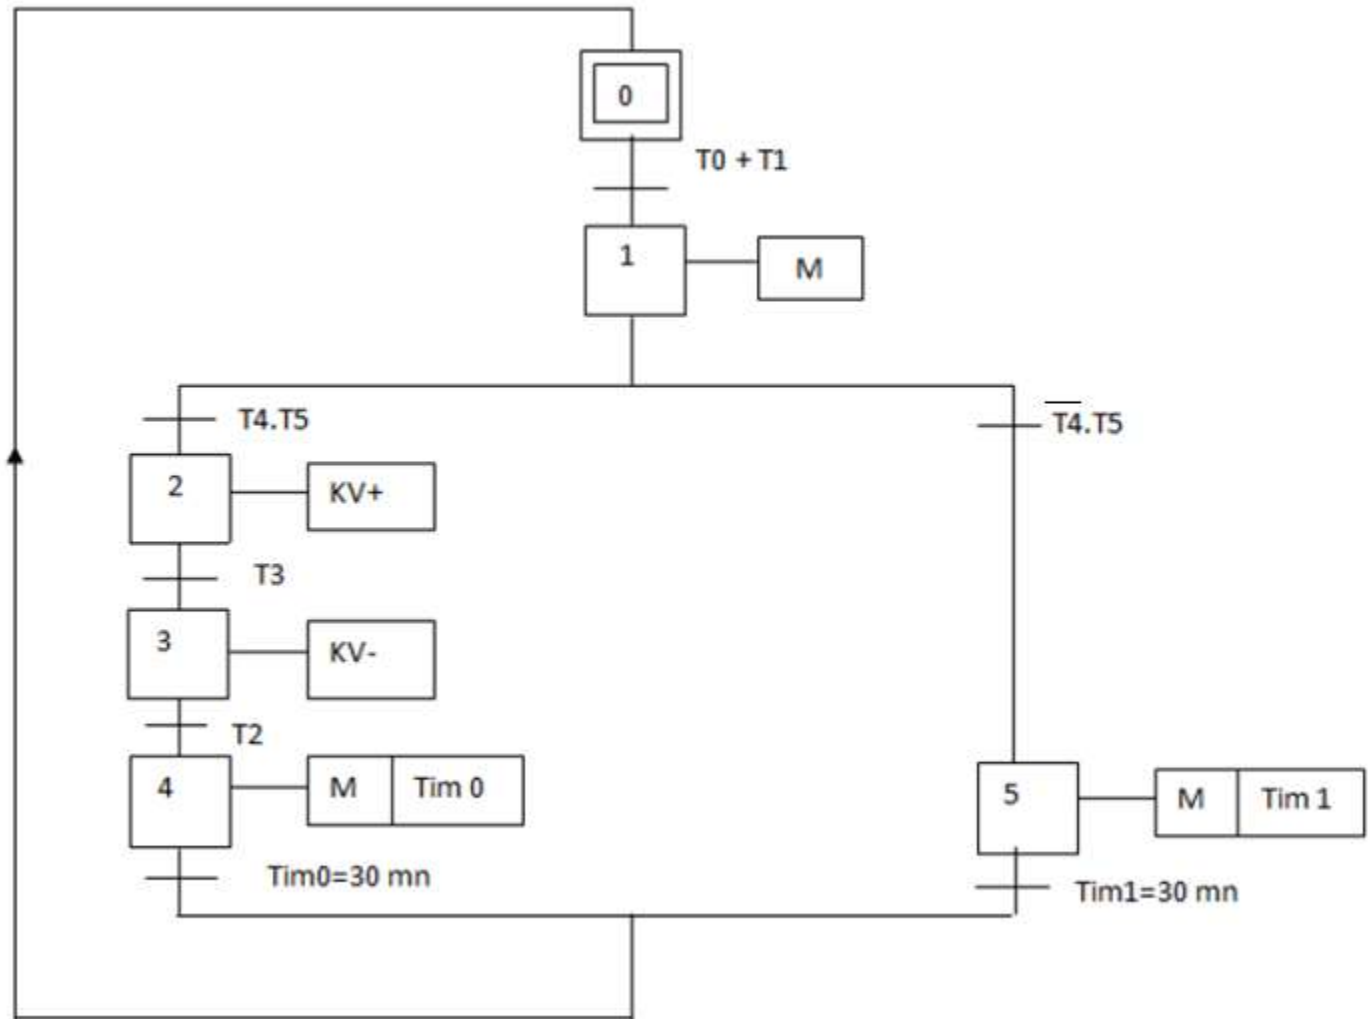 0
T0 + T1
1
M
T4.T5
T̅4̅.T5
2
KV+
T3
3
KV-
T2
4
M
Tim 0
5
M
Tim 1
Tim0=30 mn
Tim1=30 mn